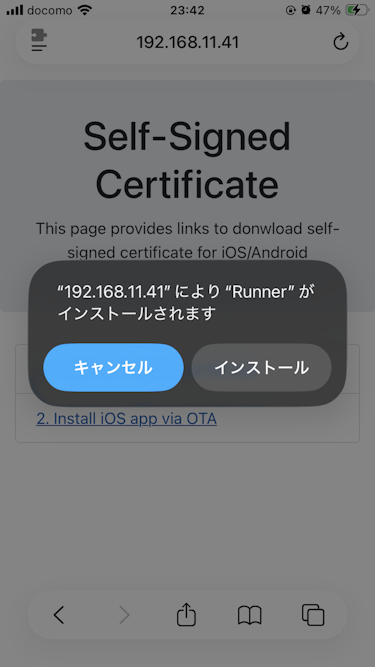 docomo 23:42 47%
192.168.11.41
Self-Signed
Certificate
This page provides links to donwload self-
signed certificate for iOS/Android
“192.168.11.41”により“Runner”が
インストールされます
キャンセル インストール
2. Install iOS app via OTA